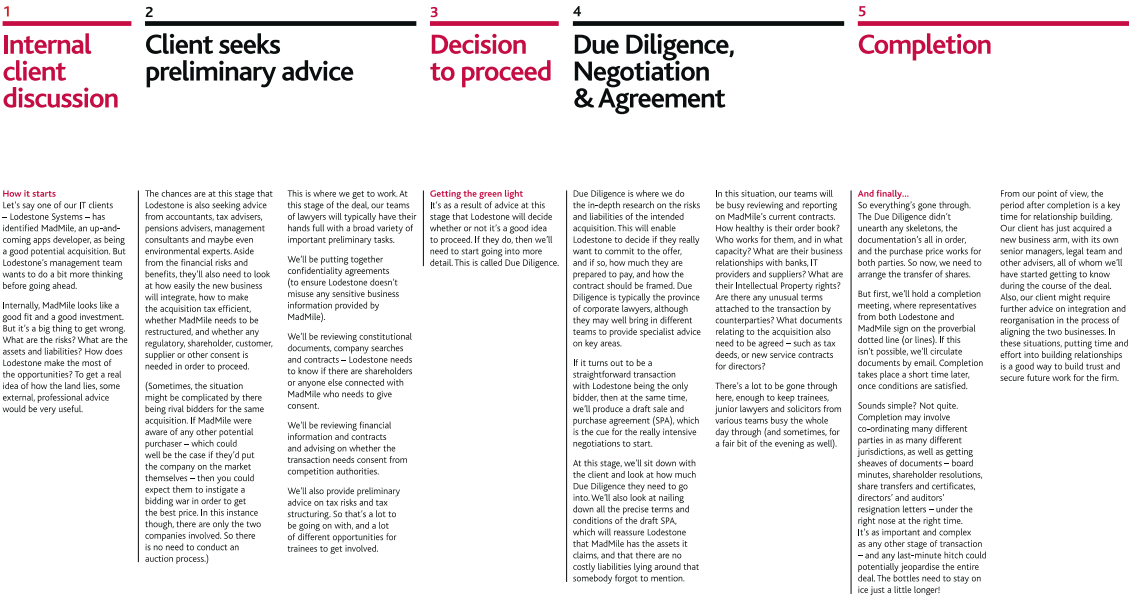 1
Internal
client
discussion
How it starts
Let's say one of our IT clients
– Lodestone Systems – has
identified MadMile, an up-and-
coming apps developer, as being
a good potential acquisition. But
Lodestone's management team
wants to do a bit more thinking
before going ahead.
Internally, MadMile looks like a
good fit and a good investment.
But it's a big thing to get wrong.
What are the risks? What are the
assets and liabilities? How does
Lodestone make the most of
the opportunities? To get a real
idea of how the land lies, some
external, professional advice
would be very useful.
2
Client seeks
preliminary advice
The chances are at this stage that
Lodestone is also seeking advice
from accountants, tax advisers,
pensions advisers, management
consultants and maybe even
environmental experts. Aside
from the financial risks and
benefits, they'll also need to look
at how easily the new business
will integrate, how to make
the acquisition tax efficient,
whether MadMile needs to be
restructured, and whether any
regulatory, shareholder, customer,
supplier or other consent is
needed in order to proceed.
(Sometimes, the situation
might be complicated by there
being rival bidders for the same
acquisition. If MadMile were
aware of any other potential
purchaser – which could
well be the case if they'd put
the company on the market
themselves – then you could
expect them to instigate a
bidding war in order to get
the best price. In this instance
though, there are only the two
companies involved. So there
is no need to conduct an
auction process.)
This is where we get to work. At
this stage of the deal, our teams
of lawyers will typically have their
hands full with a broad variety of
important preliminary tasks.
We'll be putting together
confidentiality agreements
(to ensure Lodestone doesn't
misuse any sensitive business
information provided by
MadMile).
We'll be reviewing constitutional
documents, company searches
and contracts – Lodestone needs
to know if there are shareholders
or anyone else connected with
MadMile who needs to give
consent.
We'll be reviewing financial
information and contracts
and advising on whether the
transaction needs consent from
competition authorities.
We'll also provide preliminary
advice on tax risks and tax
structuring. So that's a lot to
be going on with, and a lot
of different opportunities for
trainees to get involved.
3
Decision
to proceed
Getting the green light
It's as a result of advice at this
stage that Lodestone will decide
whether or not it's a good idea
to proceed. If they do, then we'll
need to start going into more
detail. This is called Due Diligence.
4
Due Diligence,
Negotiation
& Agreement
Due Diligence is where we do
the in-depth research on the risks
and liabilities of the intended
acquisition. This will enable
Lodestone to decide if they really
want to commit to the offer,
and if so, how much they are
prepared to pay, and how the
contract should be framed. Due
Diligence is typically the province
of corporate lawyers, although
they may well bring in different
teams to provide specialist advice
on key areas.
If it turns out to be a
straightforward transaction
with Lodestone being the only
bidder, then at the same time,
we'll produce a draft sale and
purchase agreement (SPA), which
is the cue for the really intensive
negotiations to start.
At this stage, we'll sit down with
the client and look at how much
Due Diligence they need to go
into. We'll also look at nailing
down all the precise terms and
conditions of the draft SPA,
which will reassure Lodestone
that MadMile has the assets it
claims, and that there are no
costly liabilities lying around that
somebody forgot to mention.
In this situation, our teams will
be busy reviewing and reporting
on MadMile's current contracts.
How healthy is their order book?
Who works for them, and in what
capacity? What are their business
relationships with banks, IT
providers and suppliers? What are
their Intellectual Property rights?
Are there any unusual terms
attached to the transaction by
counterparties? What documents
relating to the acquisition also
need to be agreed – such as tax
deeds, or new service contracts
for directors?
There's a lot to be gone through
here, enough to keep trainees,
junior lawyers and solicitors from
various teams busy the whole
day through (and sometimes, for
a fair bit of the evening as well).
5
Completion
And finally...
So everything's gone through.
The Due Diligence didn't
unearth any skeletons, the
documentation's all in order,
and the purchase price works for
both parties. So now, we need to
arrange the transfer of shares.
But first, we'll hold a completion
meeting, where representatives
from both Lodestone and
MadMile sign on the proverbial
dotted line (or lines). If this
isn't possible, we'll circulate
documents by email. Completion
takes place a short time later,
once conditions are satisfied.
Sounds simple? Not quite.
Completion may involve
co-ordinating many different
parties in as many different
jurisdictions, as well as getting
sheaves of documents – board
minutes, shareholder resolutions,
share transfers and certificates,
directors' and auditors'
resignation letters – under the
right nose at the right time.
It's as important and complex
as any other stage of transaction
– and any last-minute hitch could
potentially jeopardise the entire
deal. The bottles need to stay on
ice just a little longer!
From our point of view, the
period after completion is a key
time for relationship building.
Our client has just acquired a
new business arm, with its own
senior managers, legal team and
other advisers, all of whom we'll
have started getting to know
during the course of the deal.
Also, our client might require
further advice on integration and
reorganisation in the process of
aligning the two businesses. In
these situations, putting time and
effort into building relationships
is a good way to build trust and
secure future work for the firm.